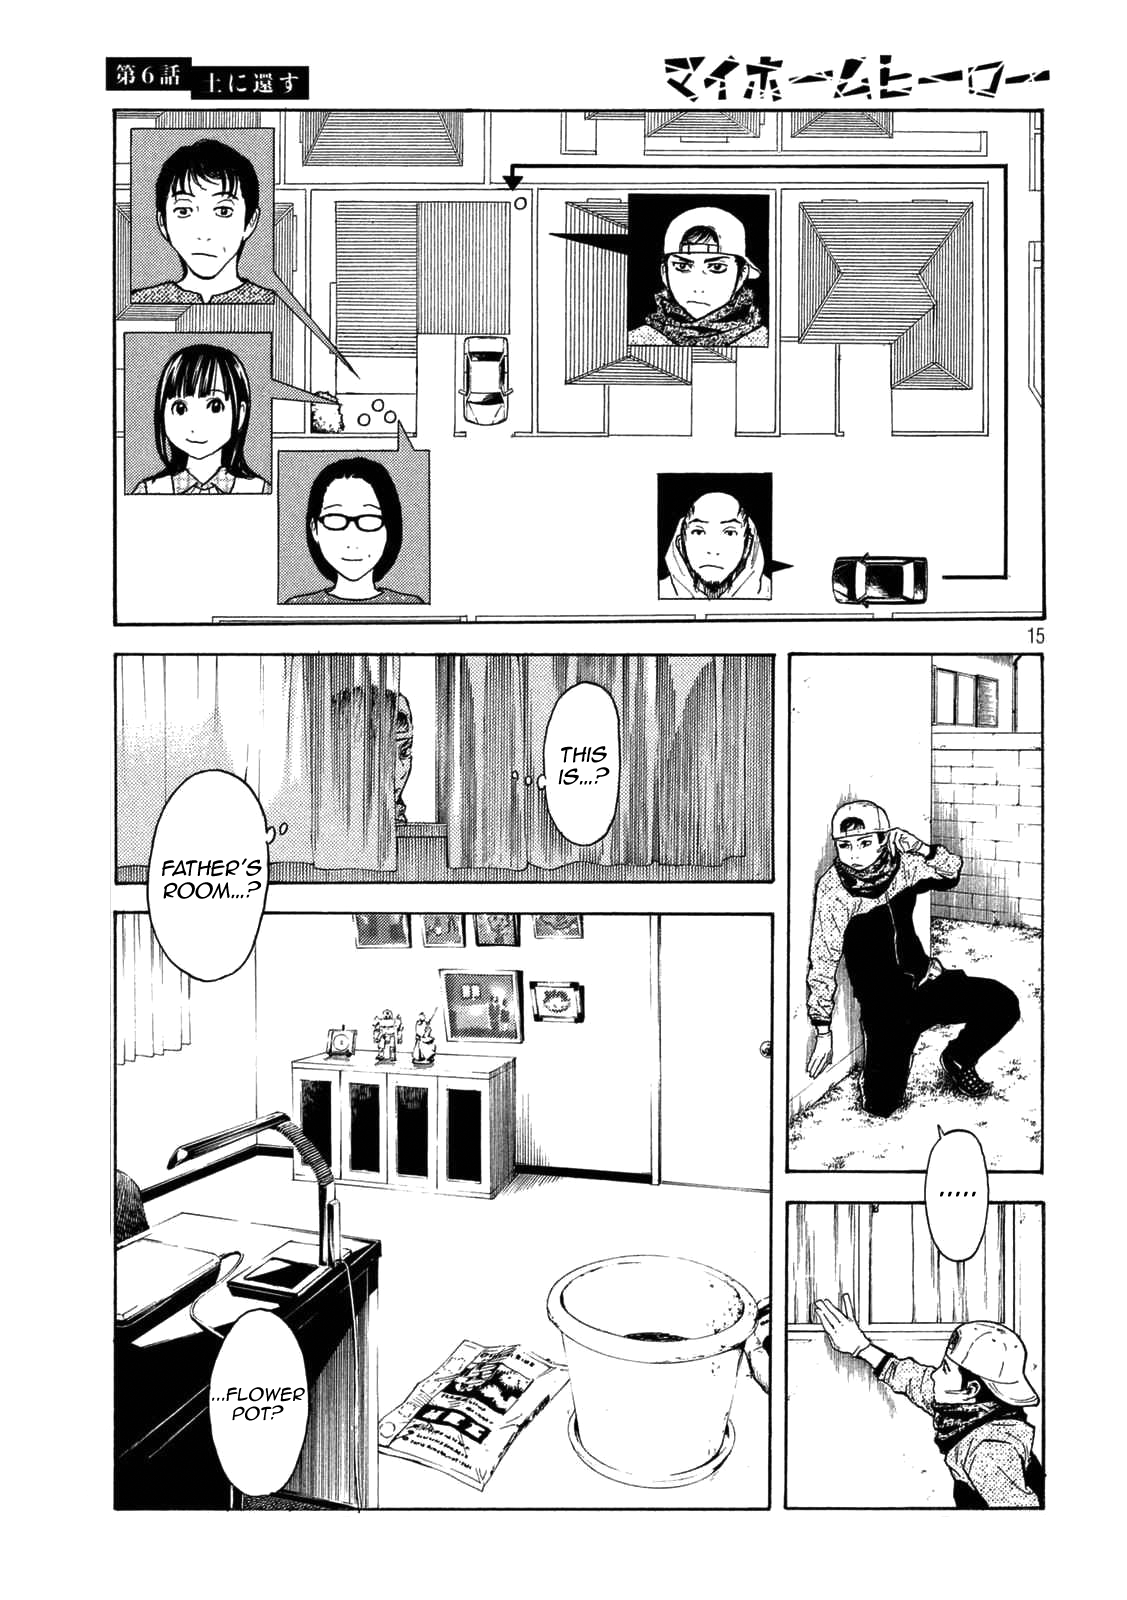 マイホームヒーロー
第6話
土に還す
15
THIS
IS...?
FATHER'S
ROOM...?
.....
...FLOWER
POT?